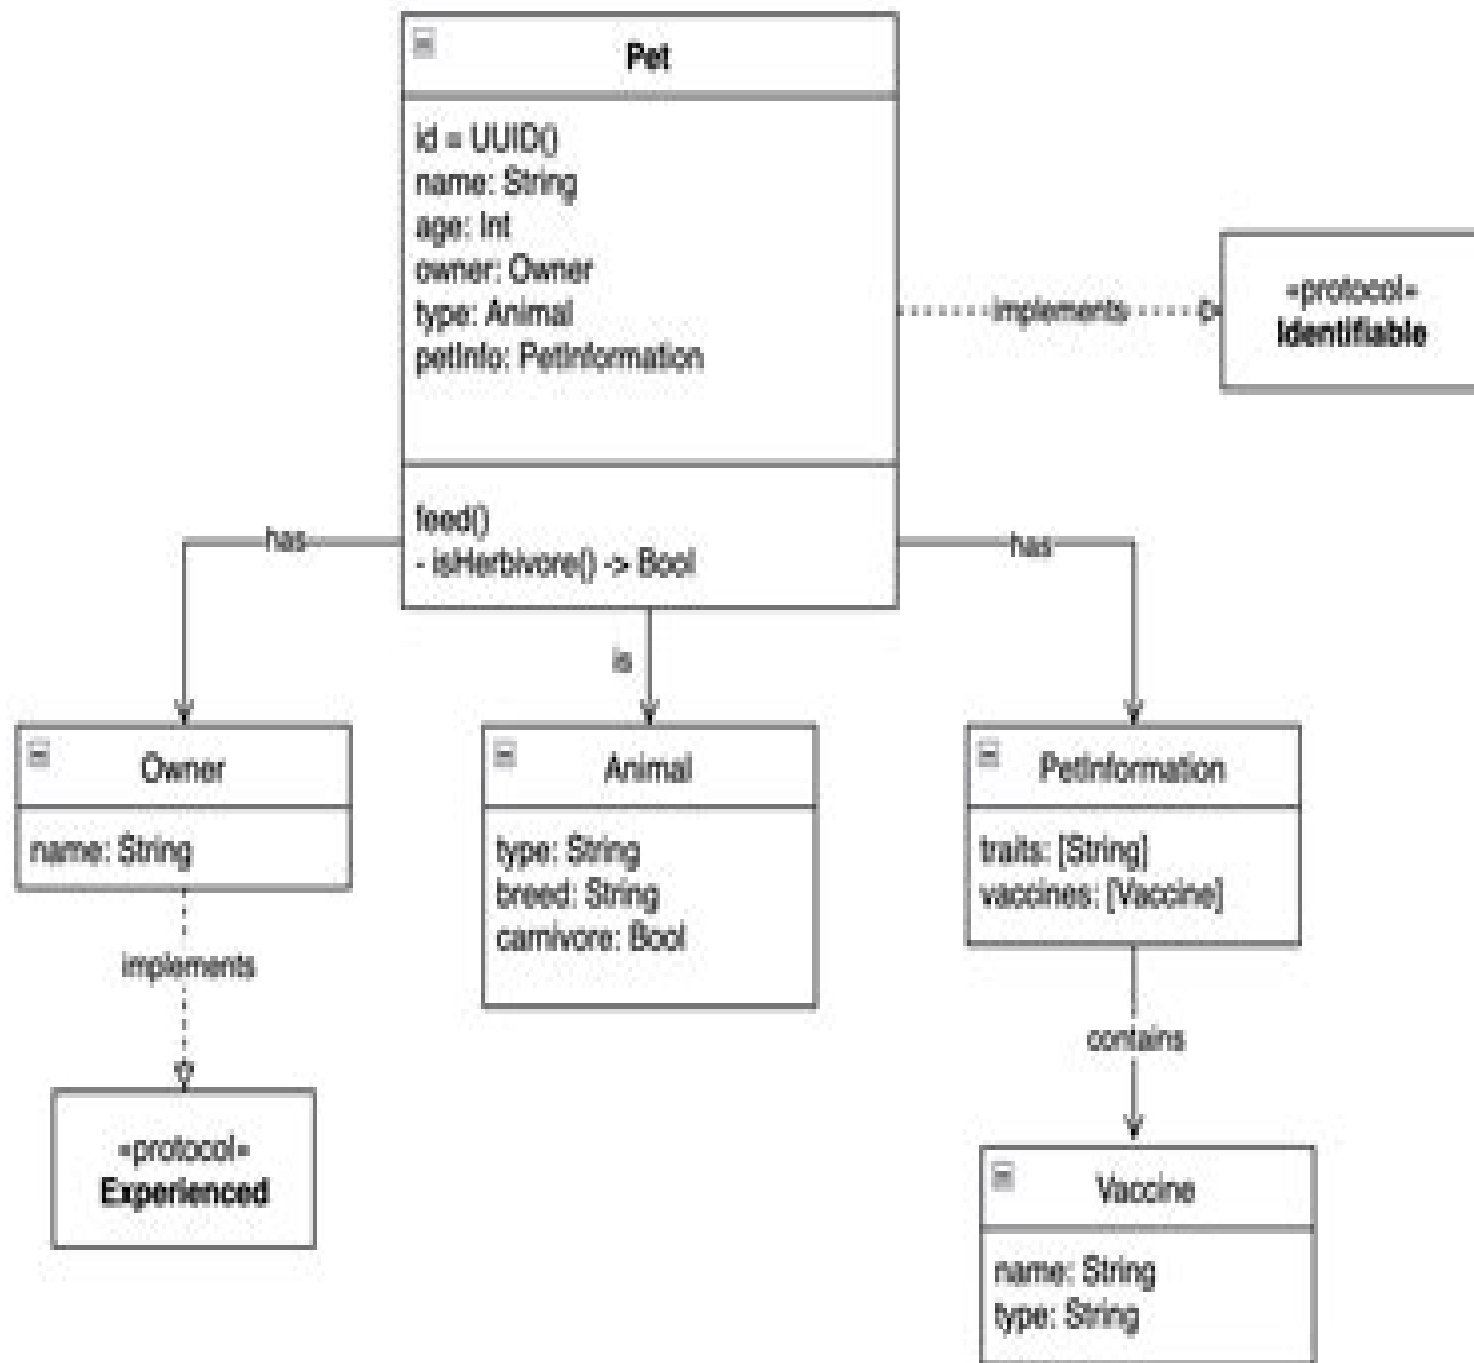 Pet
id = UUID()
name: String
age: Int
owner: Owner
type: Animal
petInfo: PetInformation
feed()
- isHerbivore() -> Bool
implements
«protocol»
Identifiable
has
is
has
Owner
name: String
Animal
type: String
breed: String
carnivore: Bool
PetInformation
traits: [String]
vaccines: [Vaccine]
implements
contains
«protocol»
Experienced
Vaccine
name: String
type: String